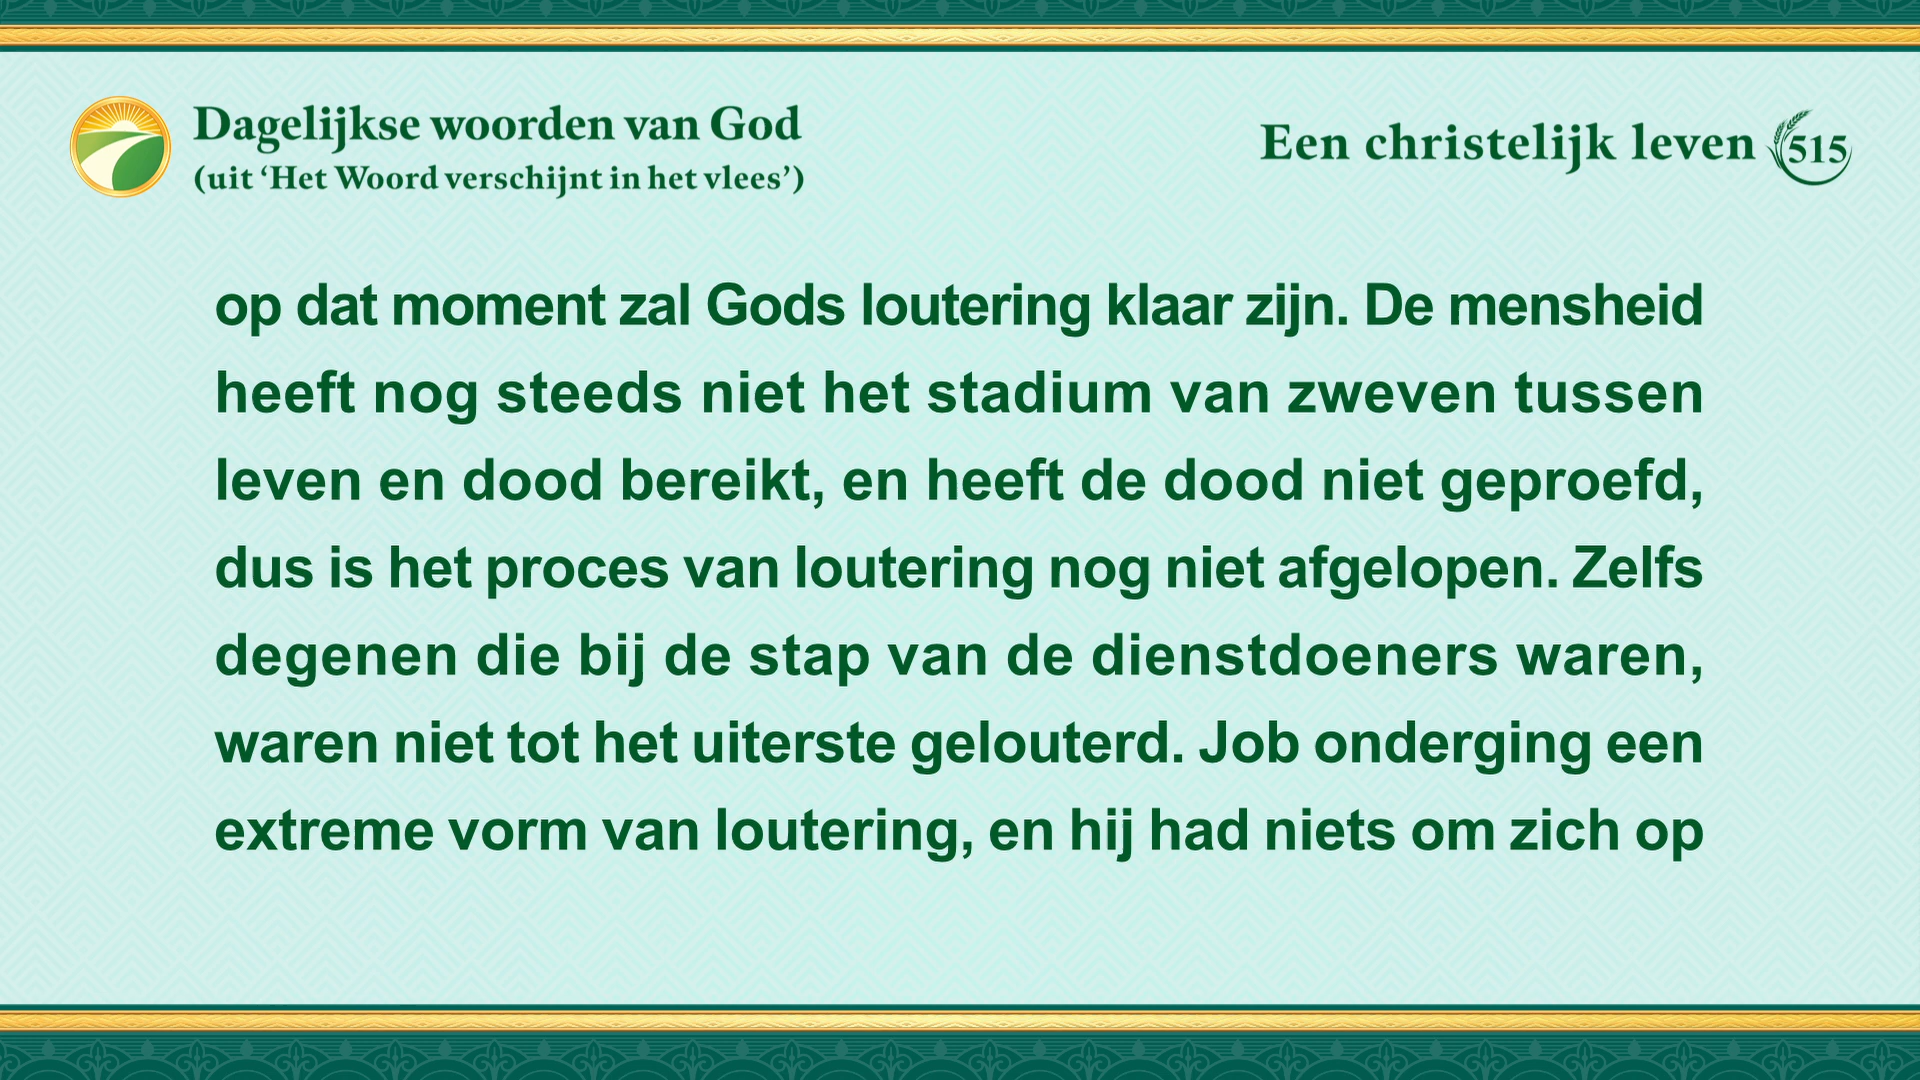 Dagelijkse woorden van God
(uit ‘Het Woord verschijnt in het vlees’)
Een christelijk leven 515
op dat moment zal Gods loutering klaar zijn. De mensheid
heeft nog steeds niet het stadium van zweven tussen
leven en dood bereikt, en heeft de dood niet geproefd,
dus is het proces van loutering nog niet afgelopen. Zelfs
degenen die bij de stap van de dienstdoeners waren,
waren niet tot het uiterste gelouterd. Job onderging een
extreme vorm van loutering, en hij had niets om zich op